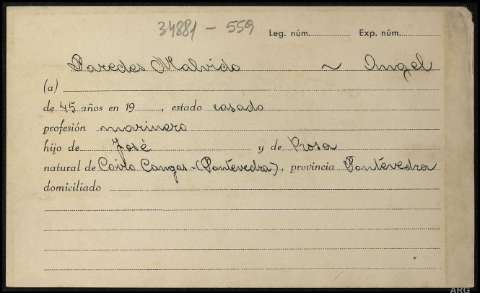 34881 - 559 Leg. núm. Exp. núm.
Paredes Malvido ~ Angel
(a)
de 45 años en 19 , estado casado
profesión marinero
hijo de José y de Rosa
natural de Coiro Cangas - (Pontevedra), provincia Pontevedra
domiciliado
ARG